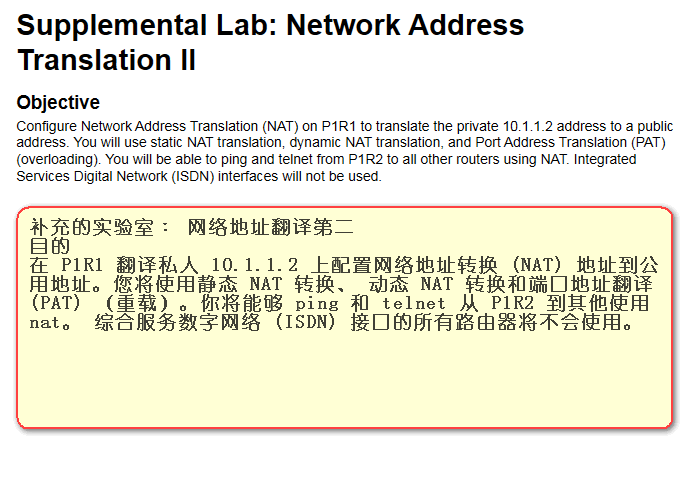 Supplemental Lab: Network Address
Translation II
Objective
Configure Network Address Translation (NAT) on P1R1 to translate the private 10.1.1.2 address to a public
address. You will use static NAT translation, dynamic NAT translation, and Port Address Translation (PAT)
(overloading). You will be able to ping and telnet from P1R2 to all other routers using NAT. Integrated
Services Digital Network (ISDN) interfaces will not be used.
补充的实验室： 网络地址翻译第二
目的
在 P1R1 翻译私人 10.1.1.2 上配置网络地址转换 (NAT) 地址到公
用地址。您将使用静态 NAT 转换、 动态 NAT 转换和端口地址翻译
(PAT) （重载）。你将能够 ping 和 telnet 从 P1R2 到其他使用
nat。 综合服务数字网络 (ISDN) 接口的所有路由器将不会使用。